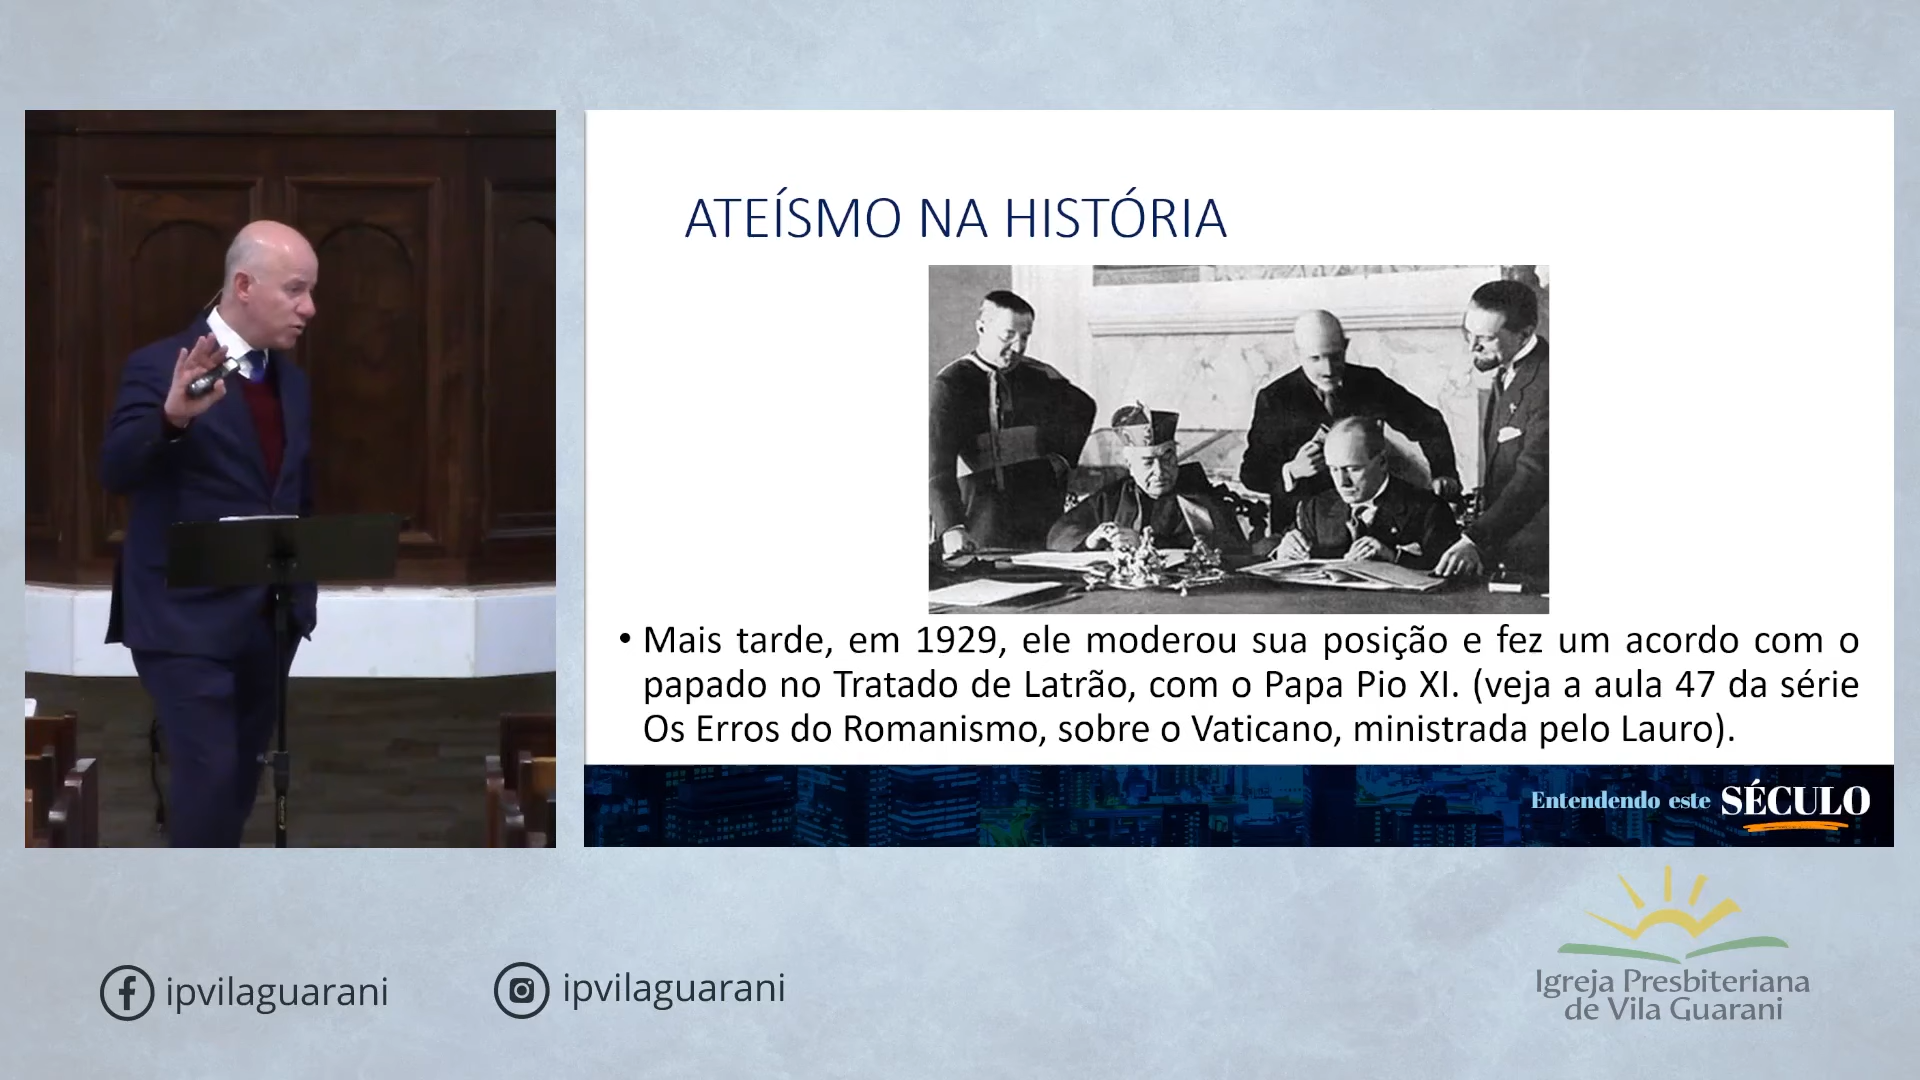 ATEÍSMO NA HISTÓRIA
• Mais tarde, em 1929, ele moderou sua posição e fez um acordo com o
papado no Tratado de Latrão, com o Papa Pio XI. (veja a aula 47 da série
Os Erros do Romanismo, sobre o Vaticano, ministrada pelo Lauro).
Entendendo este SÉCULO
ipvilaguarani
ipvilaguarani
Igreja Presbiteriana
de Vila Guarani